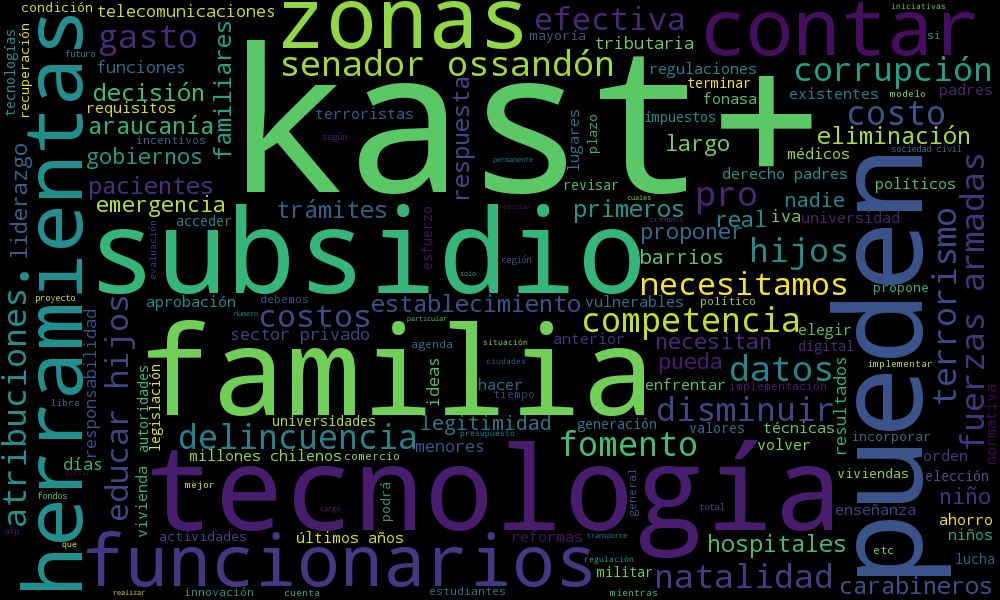 condición
telecomunicaciones
zonas
efectiva
contar
iniciativas
si
gasto
mayoría
tributaria
futuro
tecnologías
recuperación
kast+
senador ossandón
familiares
funciones
regulaciones
terminar
corrupción
decisión
requisitos
respuesta
terroristas
fonasa
existentes
modelo
padres
herramientas
araucanía
incentivos
según
lugares
plazo
impuestos
costo
largo
eliminación
gobiernos
permanente
médicos
sociedad civil
liderazgo
pacientes
revisar
derecho padres
políticos
pro
nadie
emergencia
trámites
cuales
primeros
real
iva
universidad
acceder
subsidio
escolar
creemos
proponer
pueden
fuerzas armadas
terrorismo
esfuerzo
evaluación
región
solo
barrios
hijos
atribuciones.
necesitamos
propone
proyecto
aprobación
debemos
establecimiento
vulnerables
político
educar hijos
número
costos
particular
competencia
elegir
digital
responsabilidad
sector privado
agenda
situación
anterior
necesitan
familia
ciudades
pueda
datos
implementar
autoridades
legislación
ideas
hacer
tiempo
enfrentar
implementación
resultados
normativa
libre
valores
disminuir
universidades
legitimidad
generación
técnicas
incorporar
orden
delincuencia
presupuesto
menores
fomento
volver
días
millones chilenos
comercio
tecnología
viviendas
elección
vivienda
mejor
podrá
general
niño
fondos
cargo
total
enseñanza
ahorro
afp
actividades
últimos años
reformas
transporte
niños
que
funcionarios
hospitales
etc
lucha
regulación
militar
natalidad
carabineros
realizar
innovación
cuenta
estudiantes
mientras